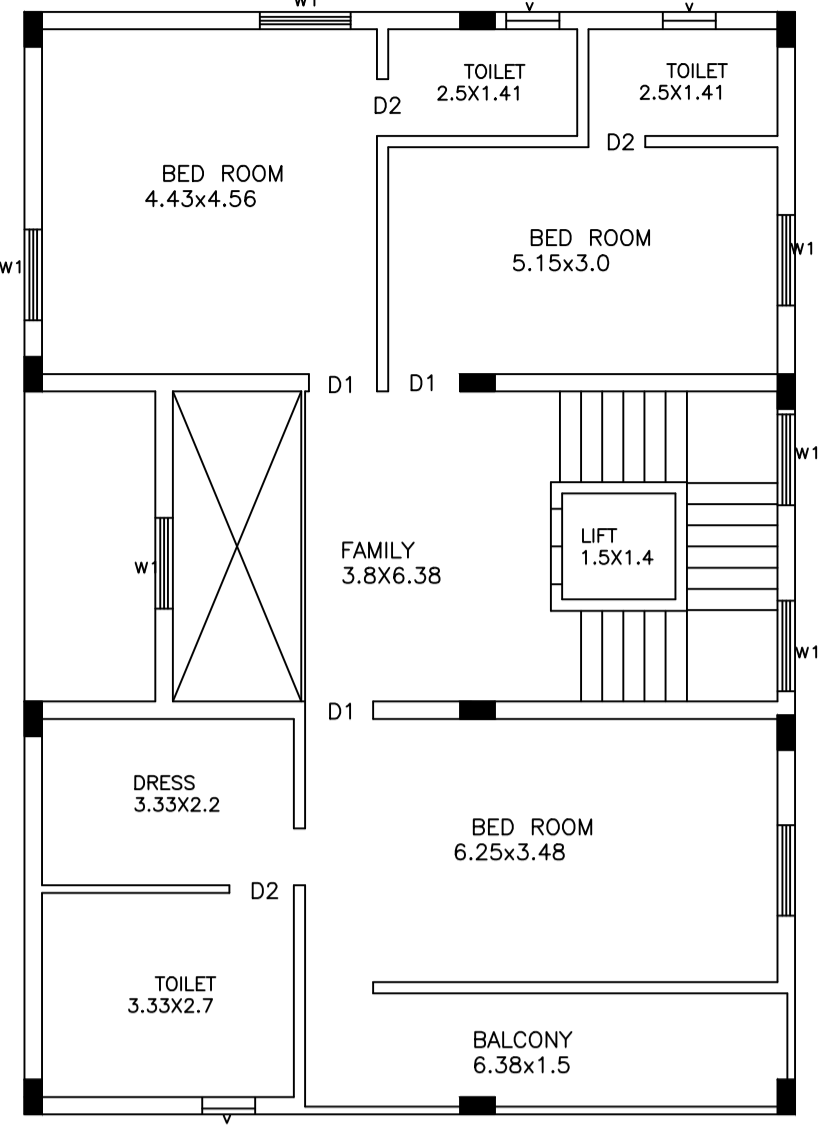 W1
V
V
TOILET
2.5X1.41
TOILET
2.5X1.41
D2
D2
BED ROOM
4.43x4.56
BED ROOM
5.15x3.0
W1
W1
D1
D1
W1
FAMILY
3.8X6.38
LIFT
1.5X1.4
W1
W1
D1
DRESS
3.33X2.2
BED ROOM
6.25x3.48
D2
TOILET
3.33X2.7
BALCONY
6.38x1.5
V